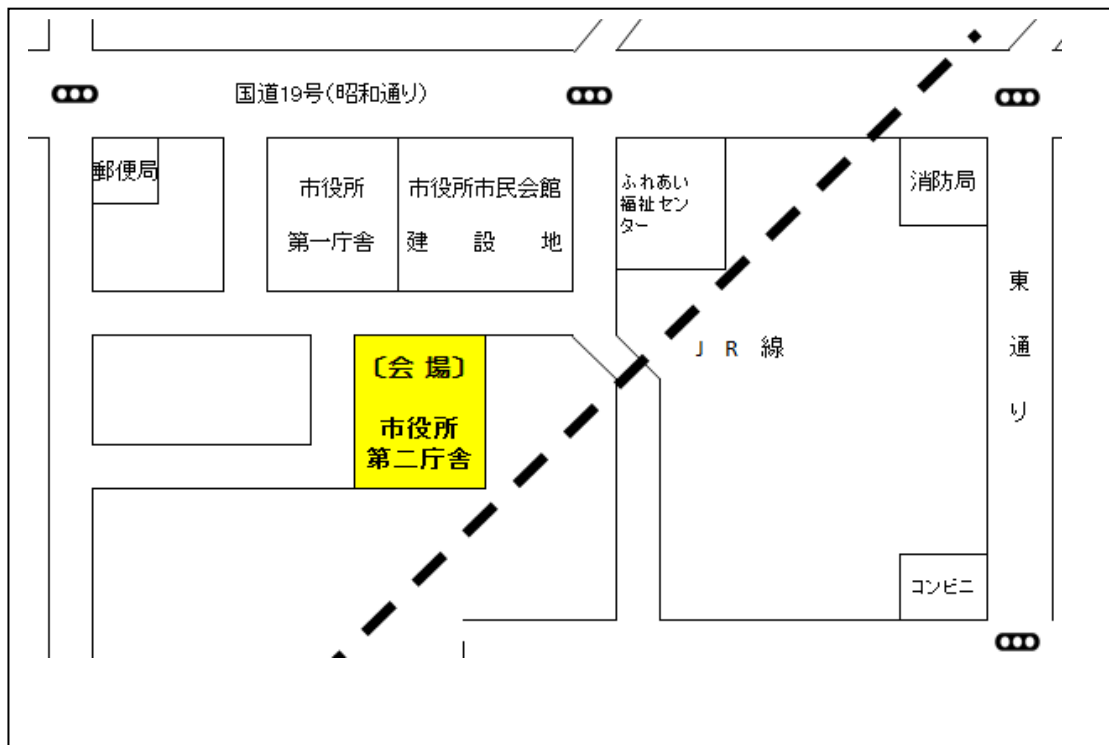 国道19号(昭和通り)
郵便局
市役所
第一庁舎
市役所市民会館
建設地
ふれあい
福祉セン
ター
消防局
東通り
JR線
〔会場〕
市役所
第二庁舎
コンビニ